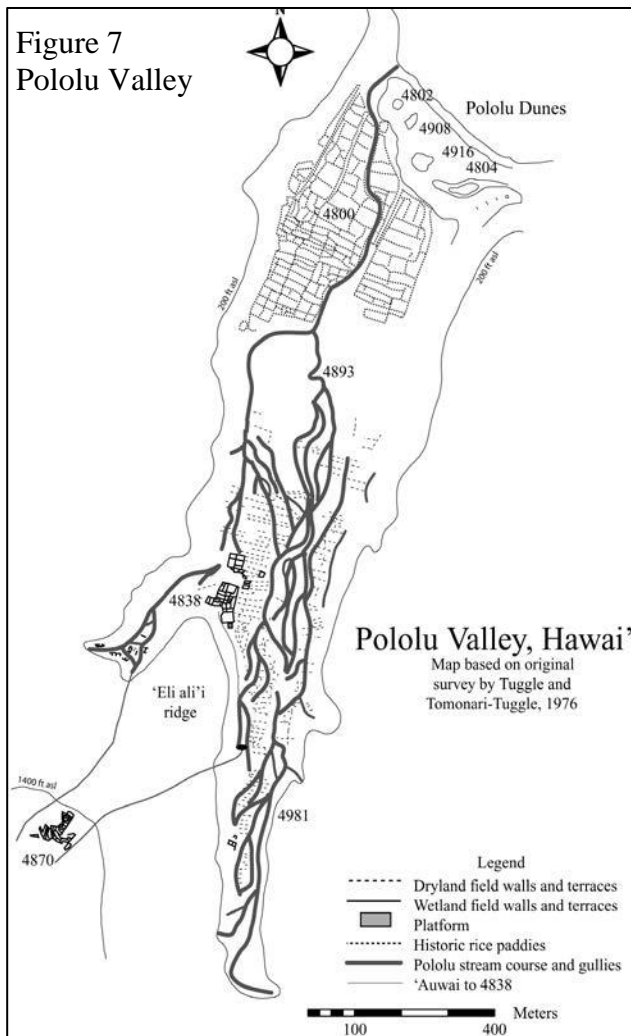 Figure 7
Pololu Valley
N
4802
Pololu Dunes
4908
4916
4804
4800
200 ft asl
200 ft asl
4893
4838
Pololu Valley, Hawai'
Map based on original
survey by Tuggle and
Tomonari-Tuggle, 1976
'Eli ali'i
ridge
1400 ft asl
4981
4870
Legend
Dryland field walls and terraces
Wetland field walls and terraces
Platform
Historic rice paddies
Pololu stream course and gullies
'Auwai to 4838
Meters
100
400